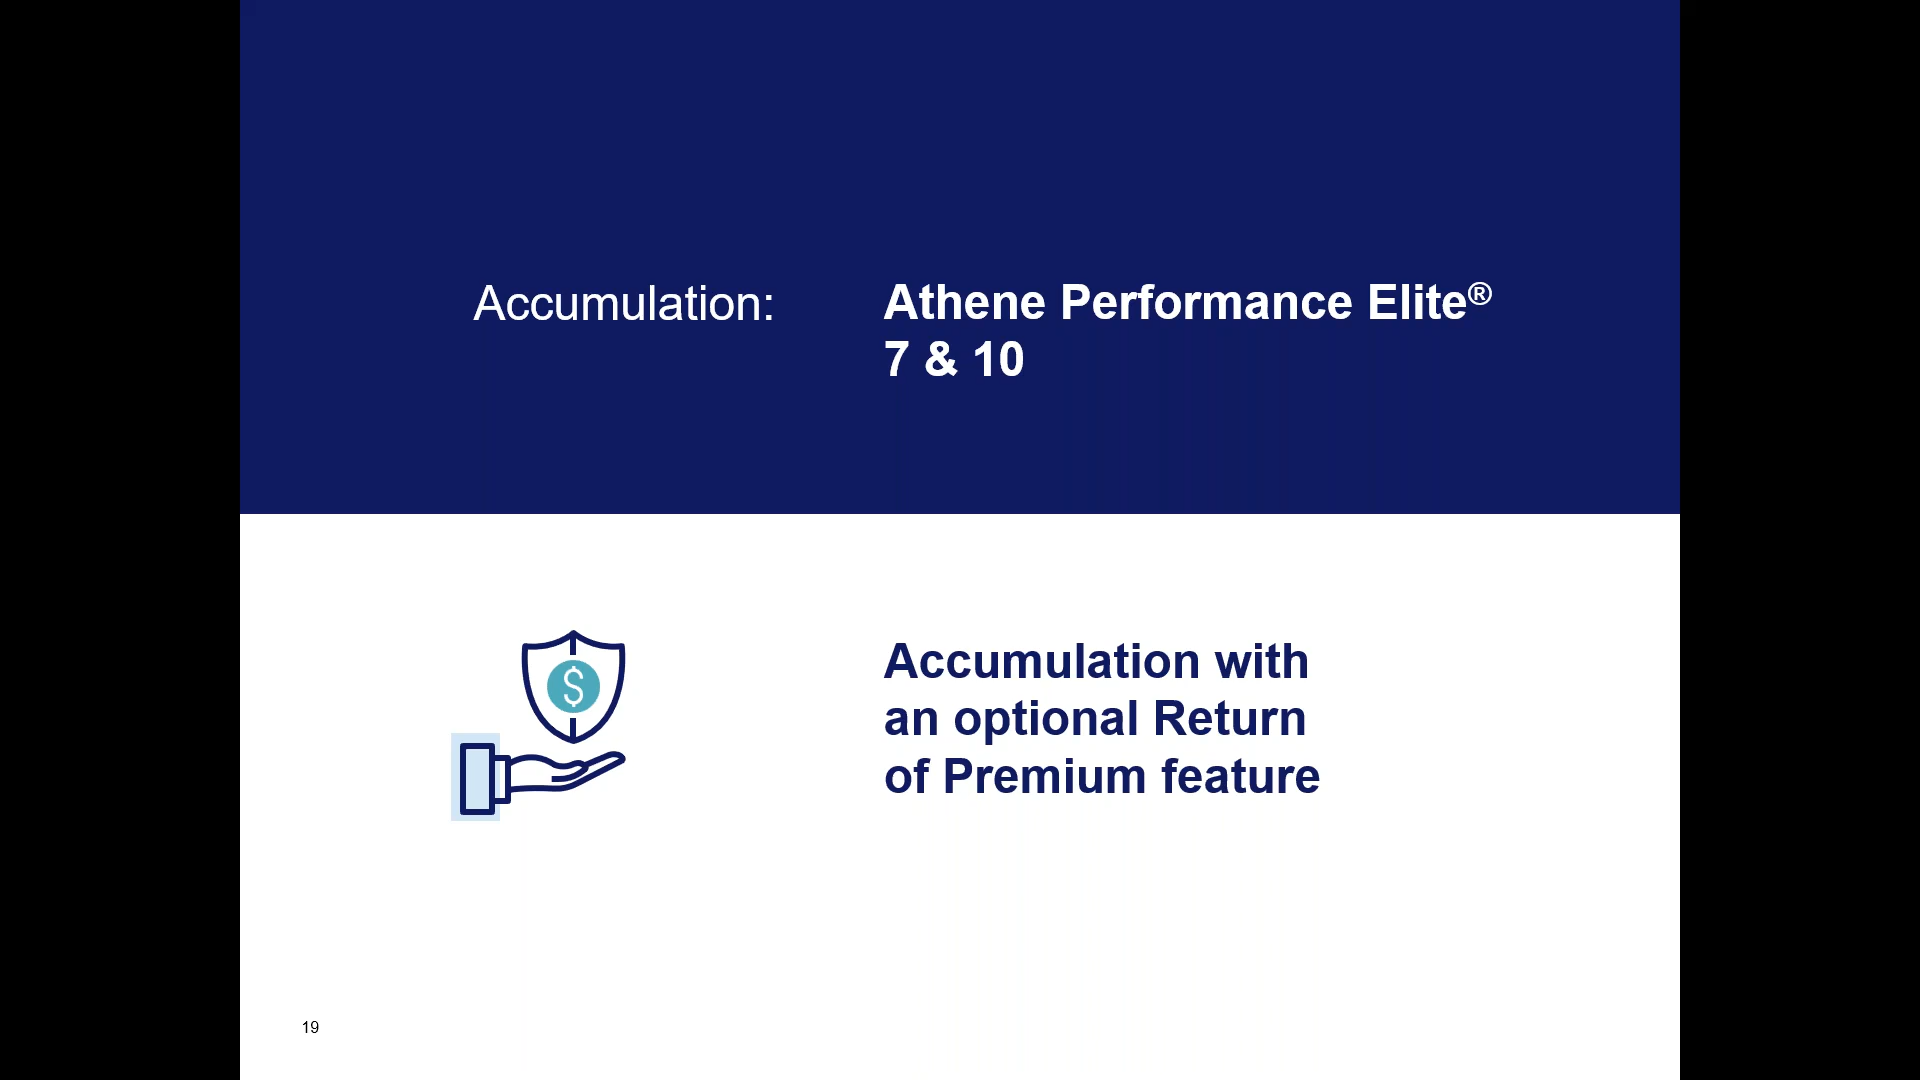 Accumulation:
Athene Performance Elite®
7 & 10
$
Accumulation with
an optional Return
of Premium feature
19